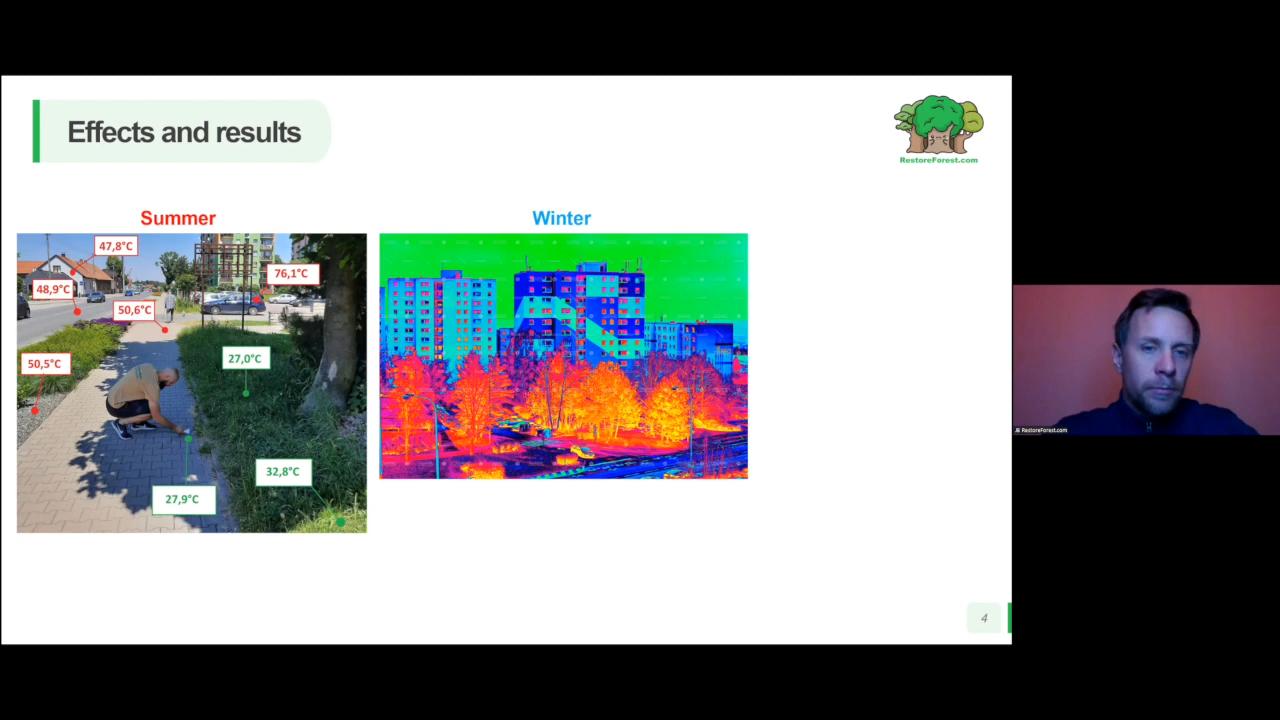 Effects and results
RestoreForest.com
Summer
Winter
47,8°C
76,1°C
48,9°C
50,6°C
27,0°C
50,5°C
32,8°C
27,9°C
4
RestoreForest.com